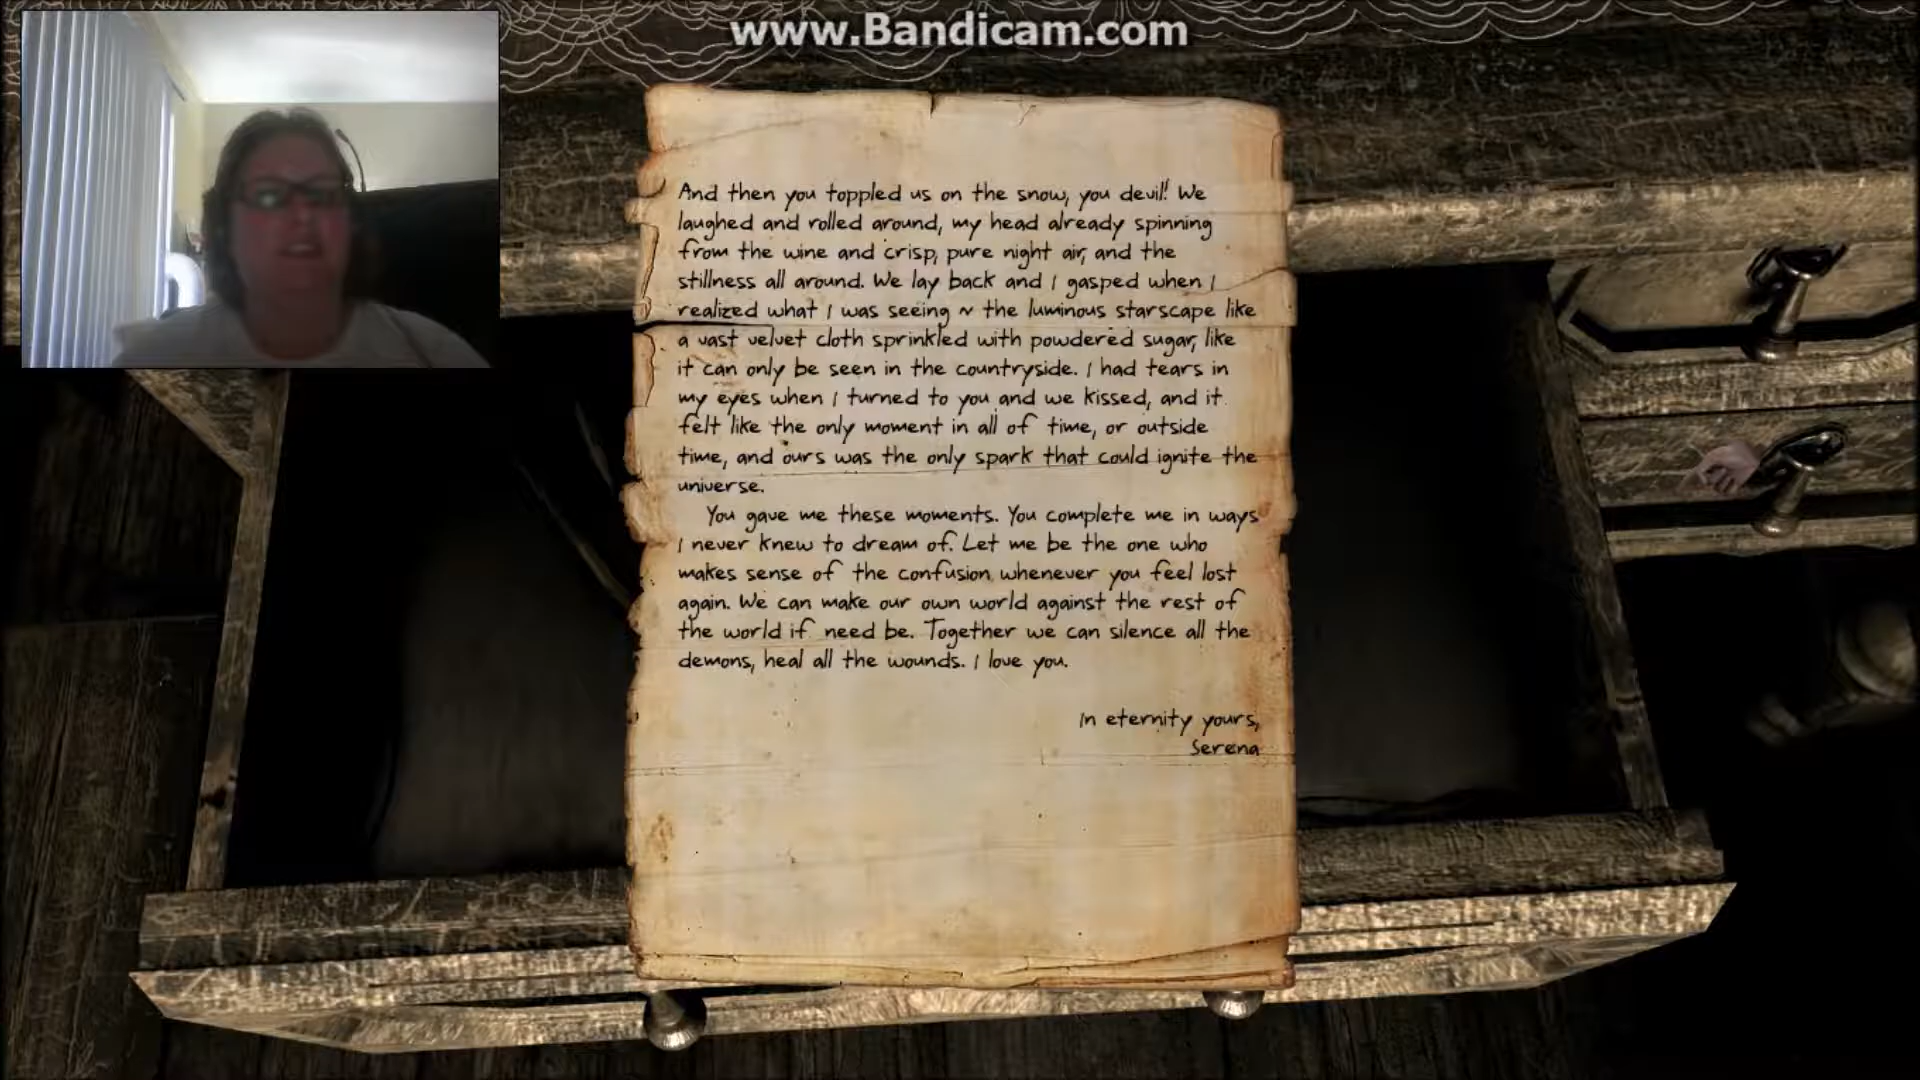 www.Bandicam.com
And then you toppled us on the snow, you devil! We
laughed and rolled around, my head already spinning
from the wine and crisp, pure night air, and the
stillness all around. We lay back and I gasped when I
realized what I was seeing ~ the luminous starscape like
a vast velvet cloth sprinkled with powdered sugar, like
it can only be seen in the countryside. I had tears in
my eyes when I turned to you and we kissed, and it
felt like the only moment in all of time, or outside
time, and ours was the only spark that could ignite the
universe.
You gave me these moments. You complete me in ways
I never knew to dream of. Let me be the one who
makes sense of the confusion whenever you feel lost
again. We can make our own world against the rest of
the world if need be. Together we can silence all the
demons, heal all the wounds. I love you.
In eternity yours,
Serena